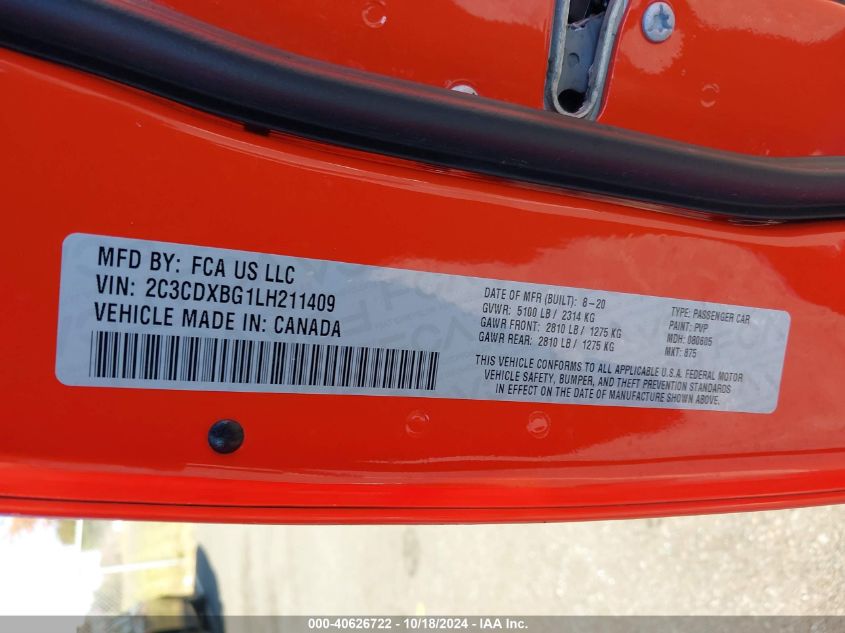 MFD BY: FCA US LLC
VIN: 2C3CDXBG1LH211409
VEHICLE MADE IN: CANADA
DATE OF MFR (BUILT): 8-20
GVWR: 5100 LB / 2314 KG
GAWR FRONT: 2810 LB / 1275 KG
GAWR REAR: 2810 LB / 1275 KG
TYPE: PASSENGER CAR
PAINT: PVP
MDH: 080605
MKT: 875
THIS VEHICLE CONFORMS TO ALL APPLICABLE U.S.A. FEDERAL MOTOR
VEHICLE SAFETY, BUMPER, AND THEFT PREVENTION STANDARDS
IN EFFECT ON THE DATE OF MANUFACTURE SHOWN ABOVE.
000-40626722 - 10/18/2024 - IAA Inc.